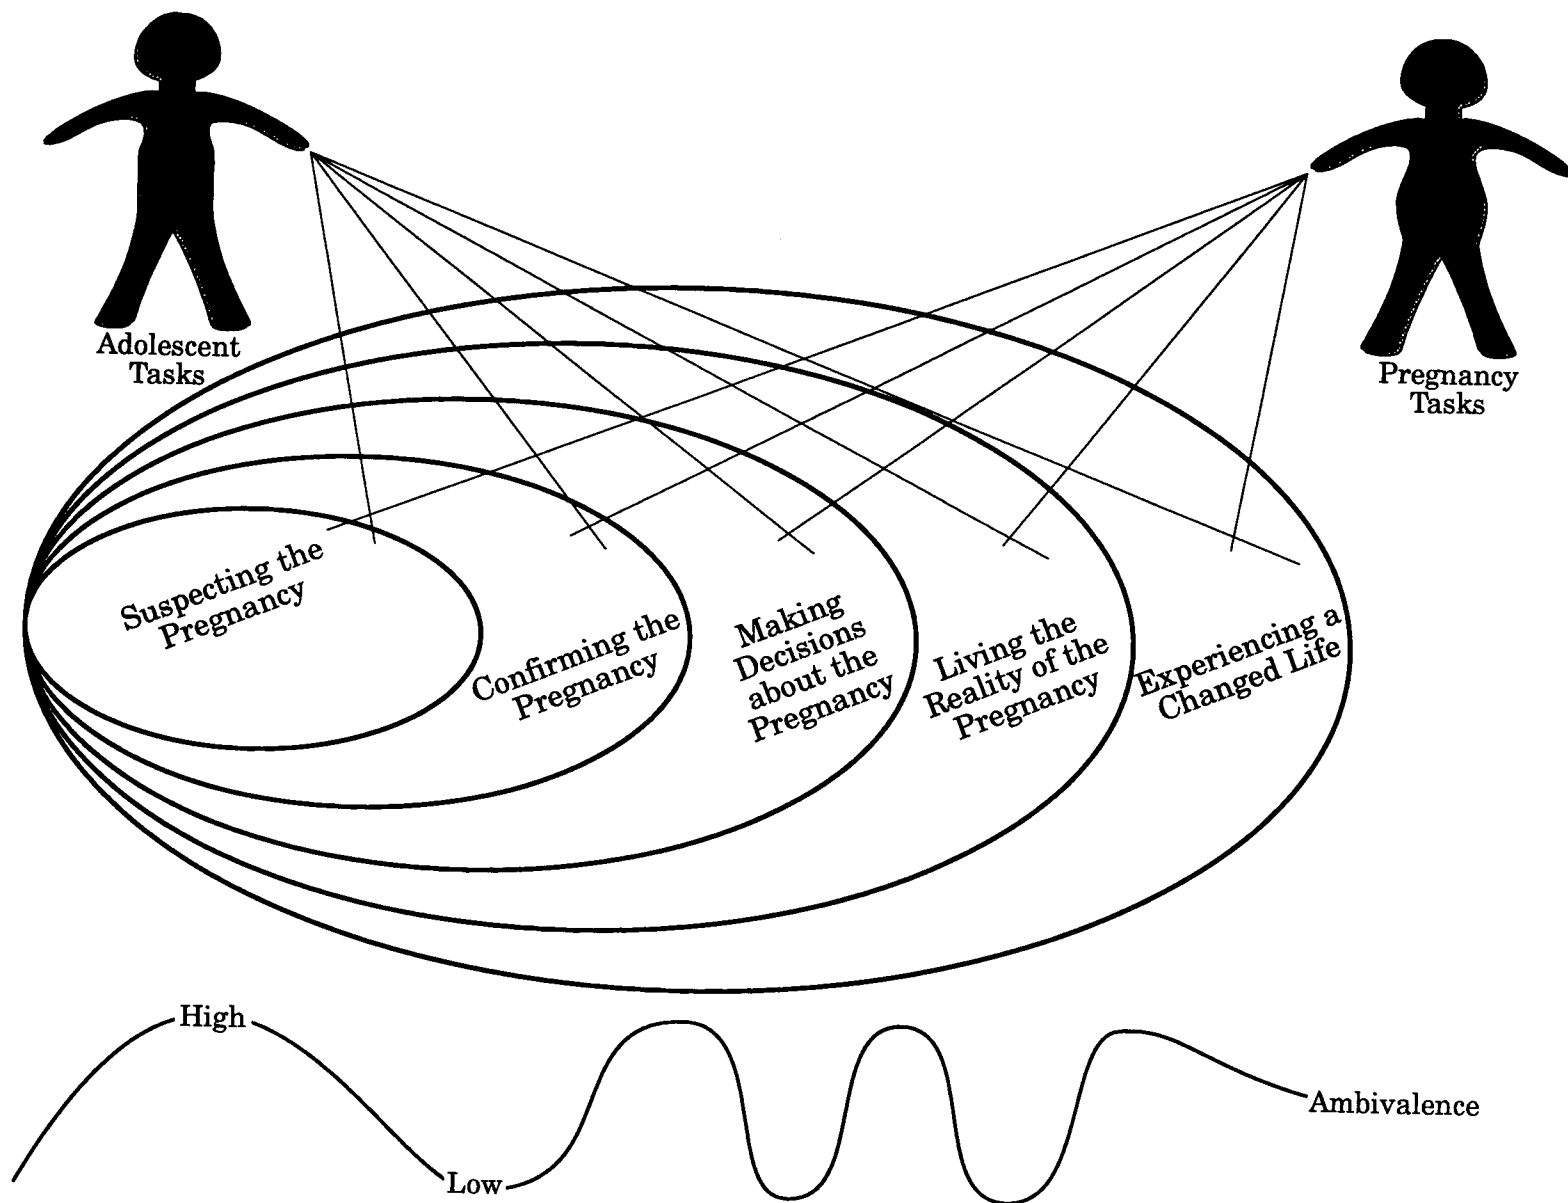 Adolescent
Tasks
Pregnancy
Tasks
Suspecting the
Pregnancy
Confirming the
Pregnancy
Making
Decisions
about the
Pregnancy
Living the
Reality of the
Pregnancy
Experiencing a
Changed Life
High
Low
Ambivalence